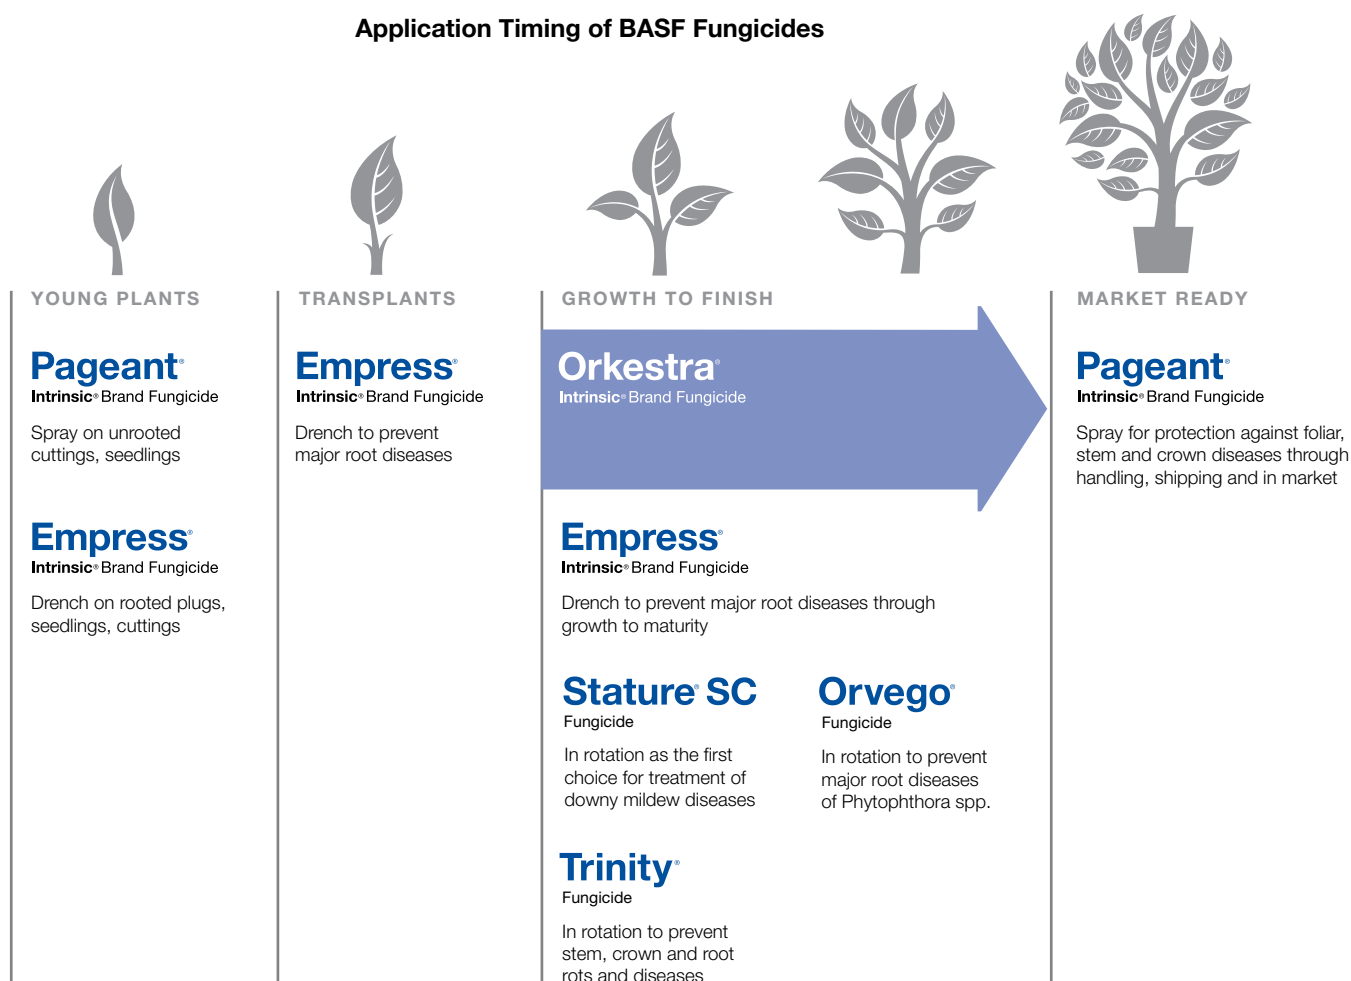 Application Timing of BASF Fungicides
YOUNG PLANTS
Pageant®
Intrinsic® Brand Fungicide
Spray on unrooted
cuttings, seedlings
Empress®
Intrinsic® Brand Fungicide
Drench on rooted plugs,
seedlings, cuttings
TRANSPLANTS
Empress®
Intrinsic® Brand Fungicide
Drench to prevent
major root diseases
GROWTH TO FINISH
Orkestra®
Intrinsic® Brand Fungicide
Empress®
Intrinsic® Brand Fungicide
Drench to prevent major root diseases through
growth to maturity
Stature® SC
Fungicide
In rotation as the first
choice for treatment of
downy mildew diseases
Orvego®
Fungicide
In rotation to prevent
major root diseases
of Phytophthora spp.
Trinity®
Fungicide
In rotation to prevent
stem, crown and root
rots and diseases
MARKET READY
Pageant®
Intrinsic® Brand Fungicide
Spray for protection against foliar,
stem and crown diseases through
handling, shipping and in market